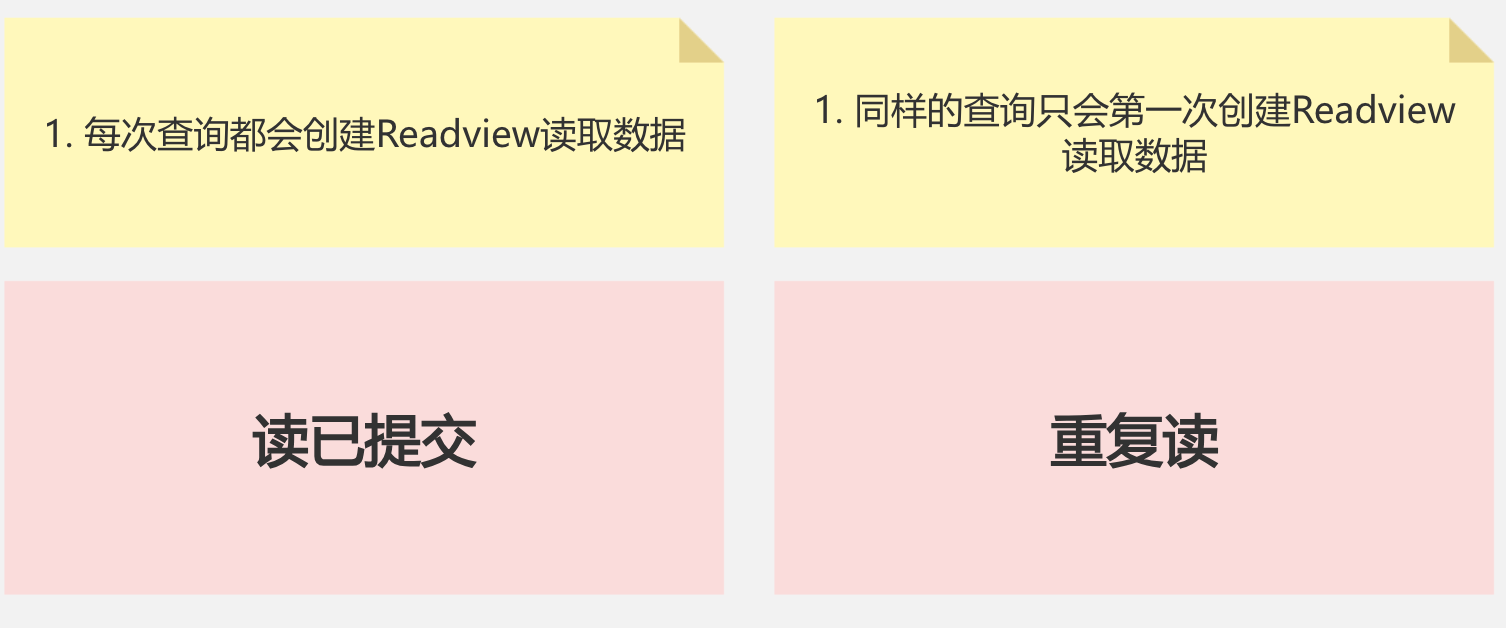 1. 每次查询都会创建Readview读取数据
1. 同样的查询只会第一次创建Readview
读取数据
读已提交
重复读